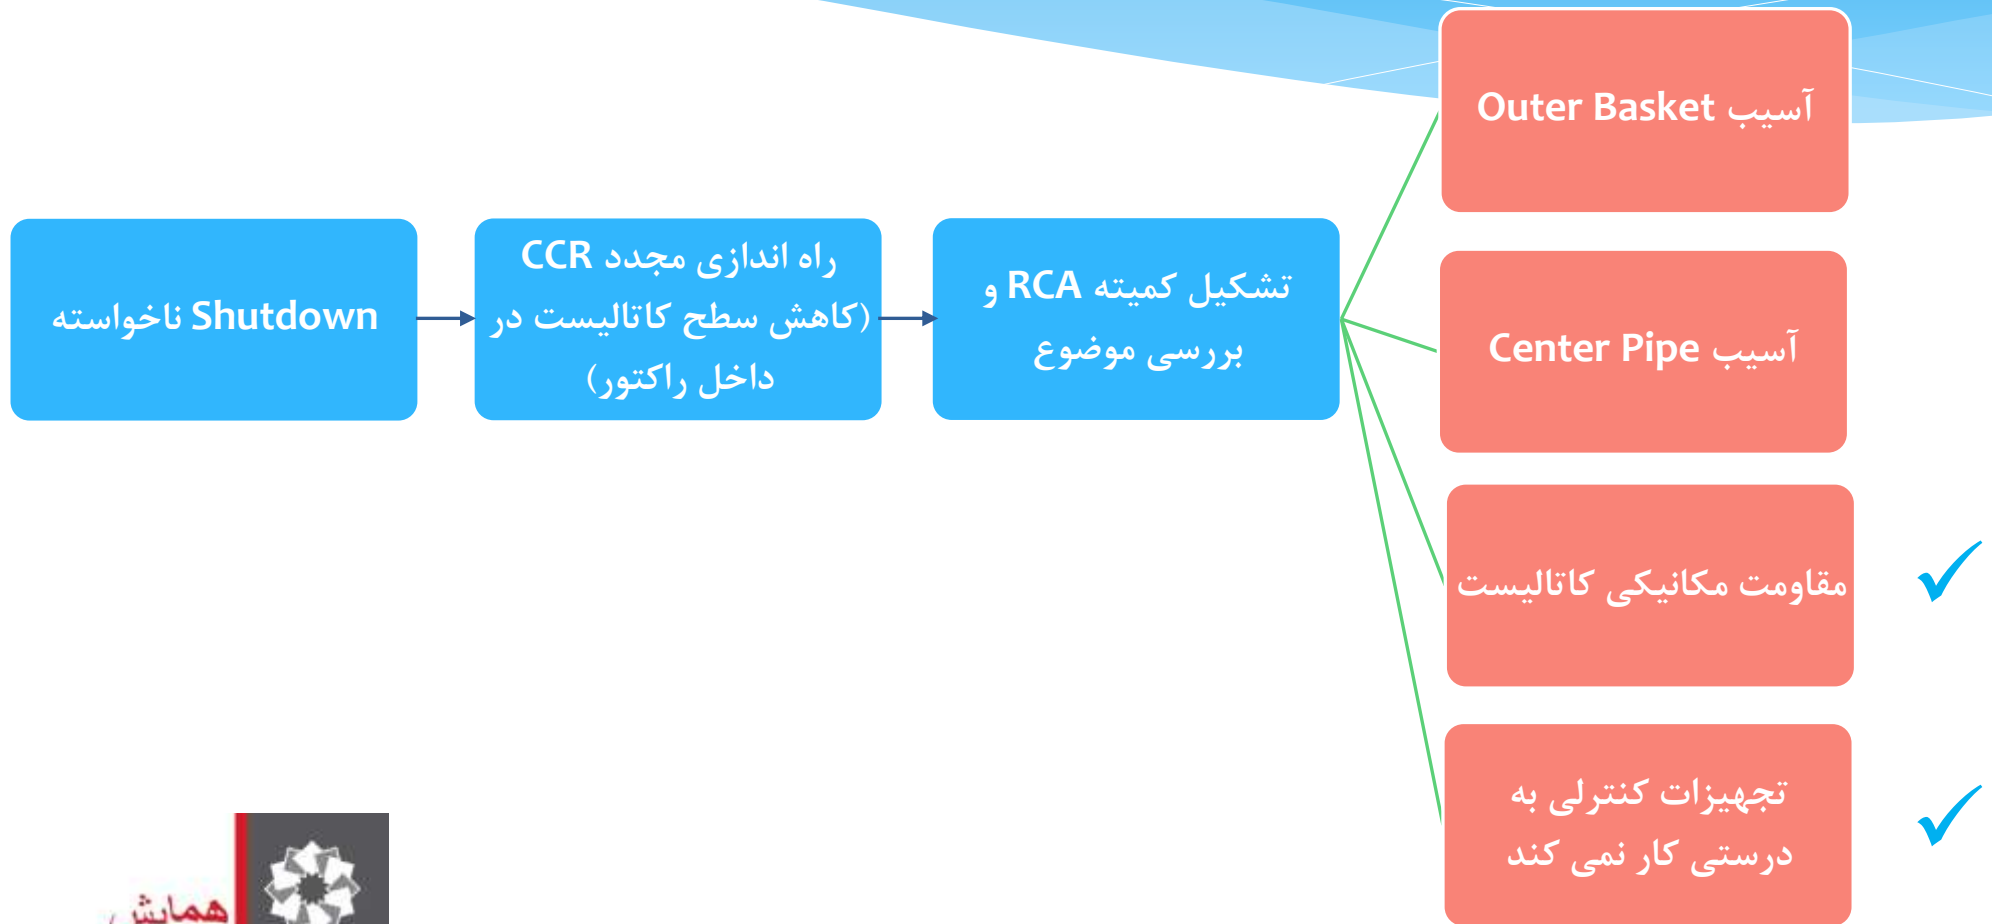 Shutdown ناخواسته
راه اندازی مجدد CCR
(کاهش سطح کاتالیست در
داخل راکتور)
تشکیل کمیته RCA و
بررسی موضوع
آسیب Outer Basket
آسیب Center Pipe
مقاومت مکانیکی کاتالیست
تجهیزات کنترلی به
درستی کار نمی کند
همایش